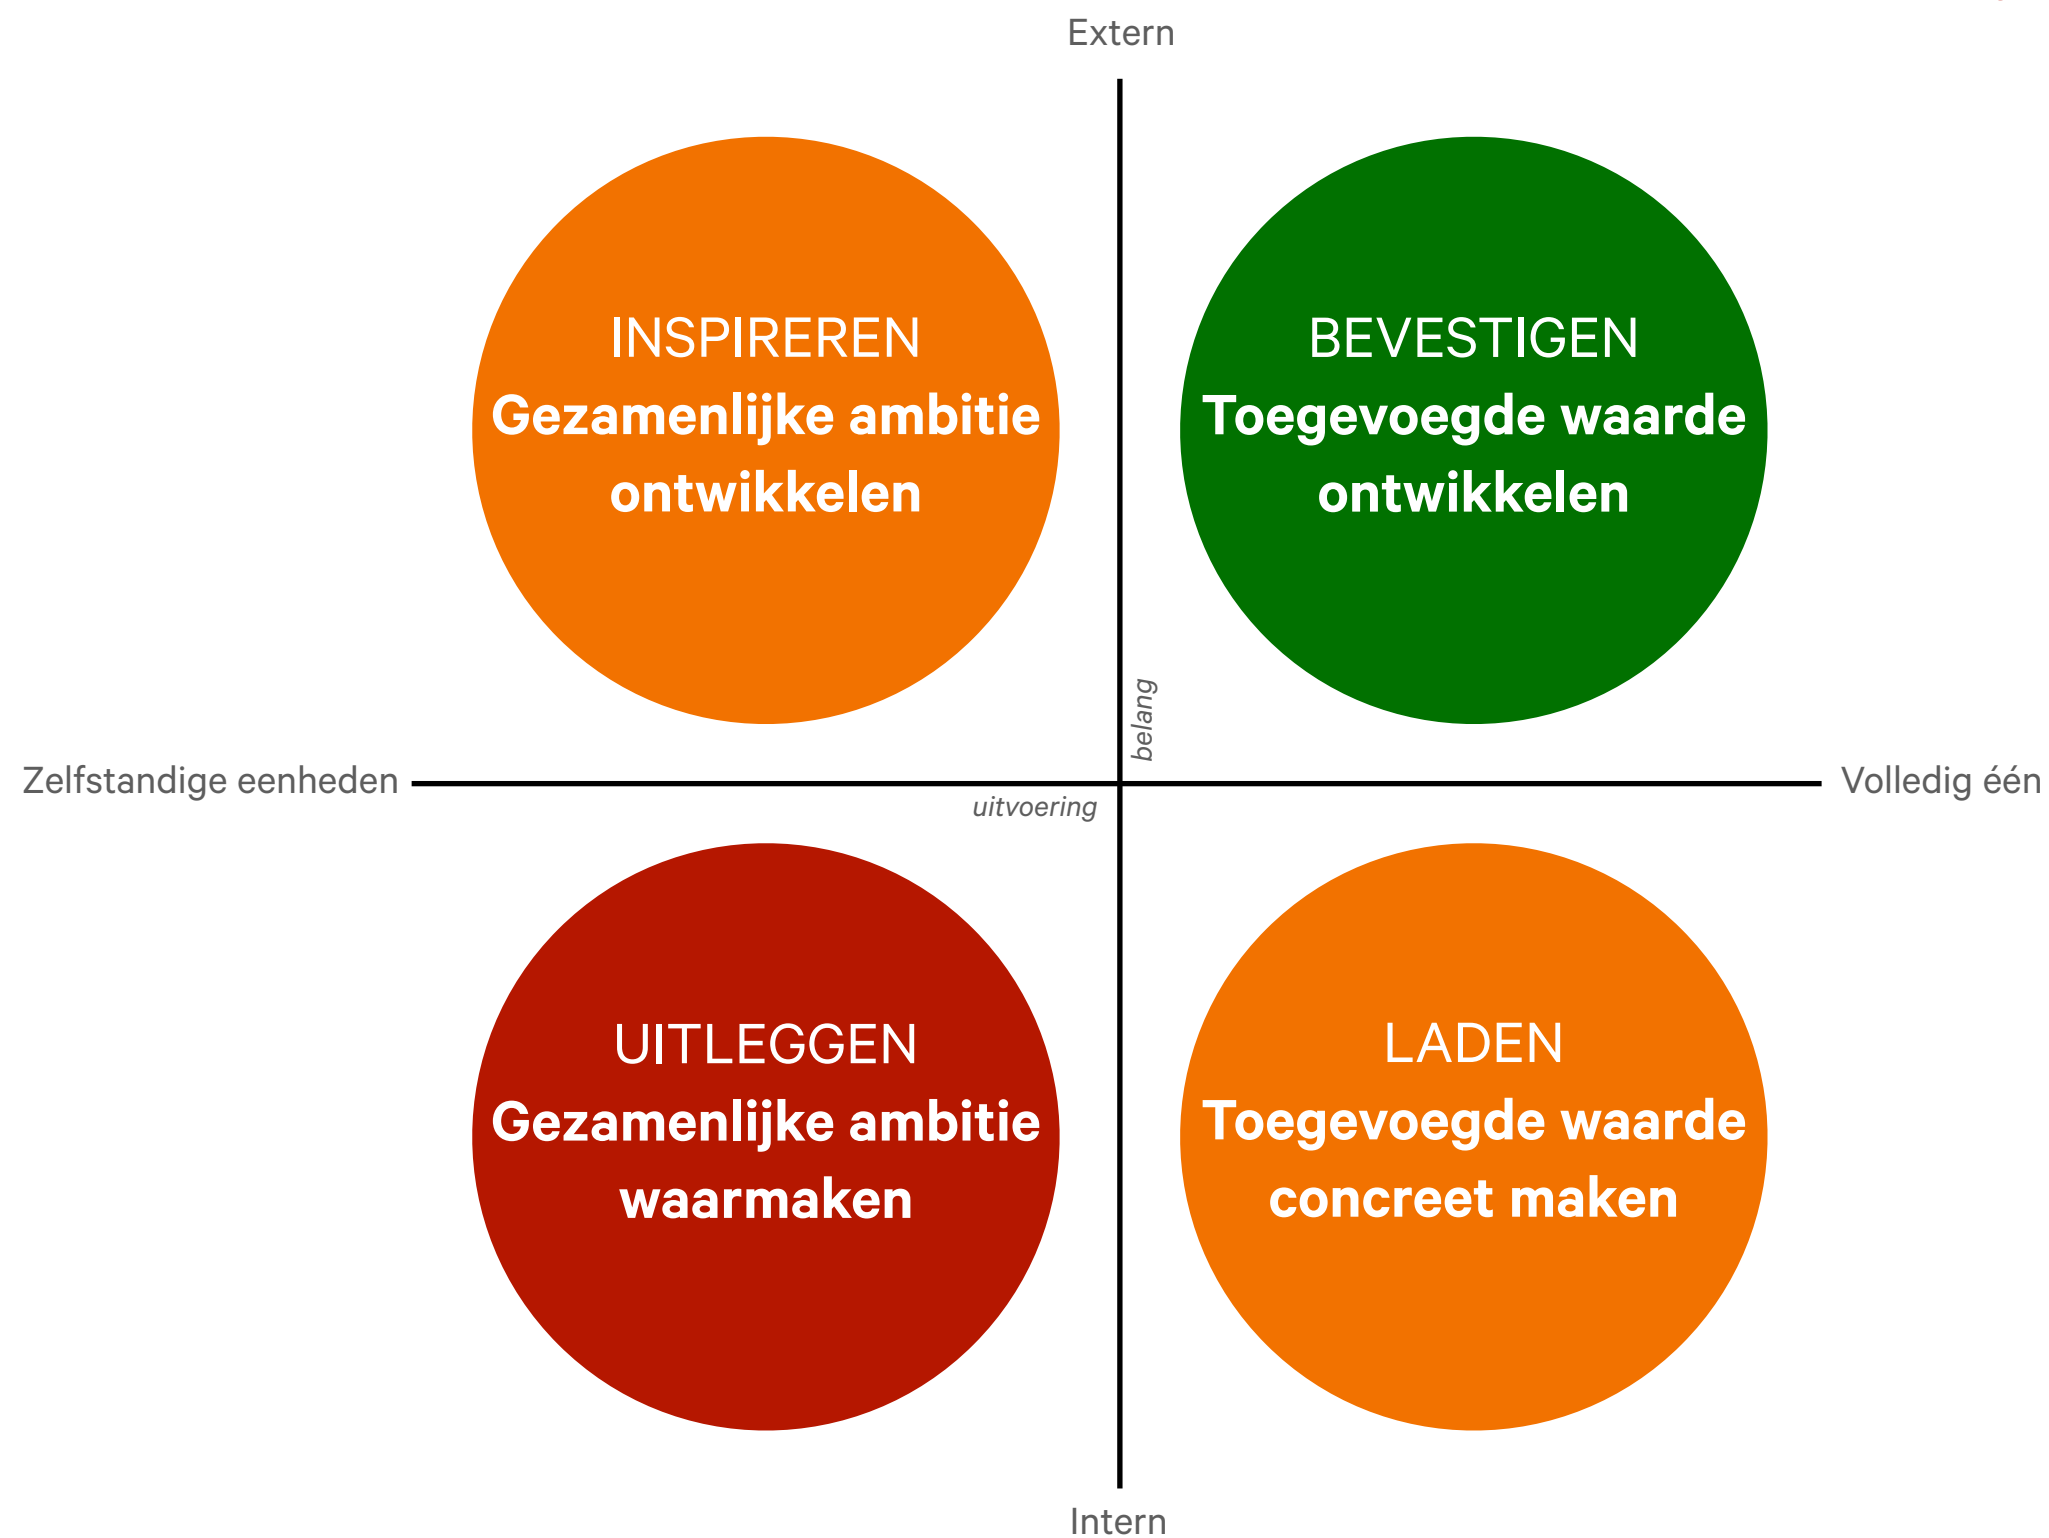 Extern
INSPIREREN
Gezamenlijke ambitie
ontwikkelen
BEVESTIGEN
Toegevoegde waarde
ontwikkelen
belang
Zelfstandige eenheden
Volledig één
uitvoering
UITLEGGEN
Gezamenlijke ambitie
waarmaken
LADEN
Toegevoegde waarde
concreet maken
Intern